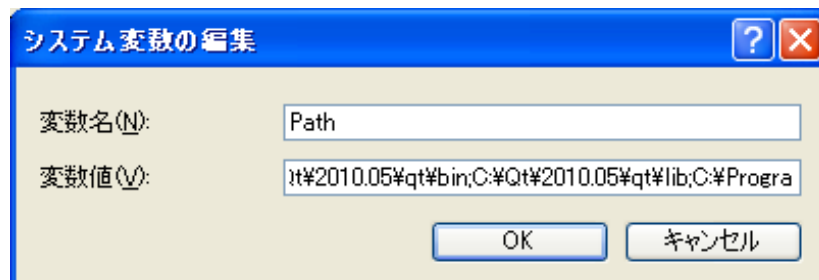 システム変数の編集
変数名(N): Path
変数値(V): t¥2010.05¥qt¥bin;C:¥Qt¥2010.05¥qt¥lib;C:¥Progra
OK キャンセル